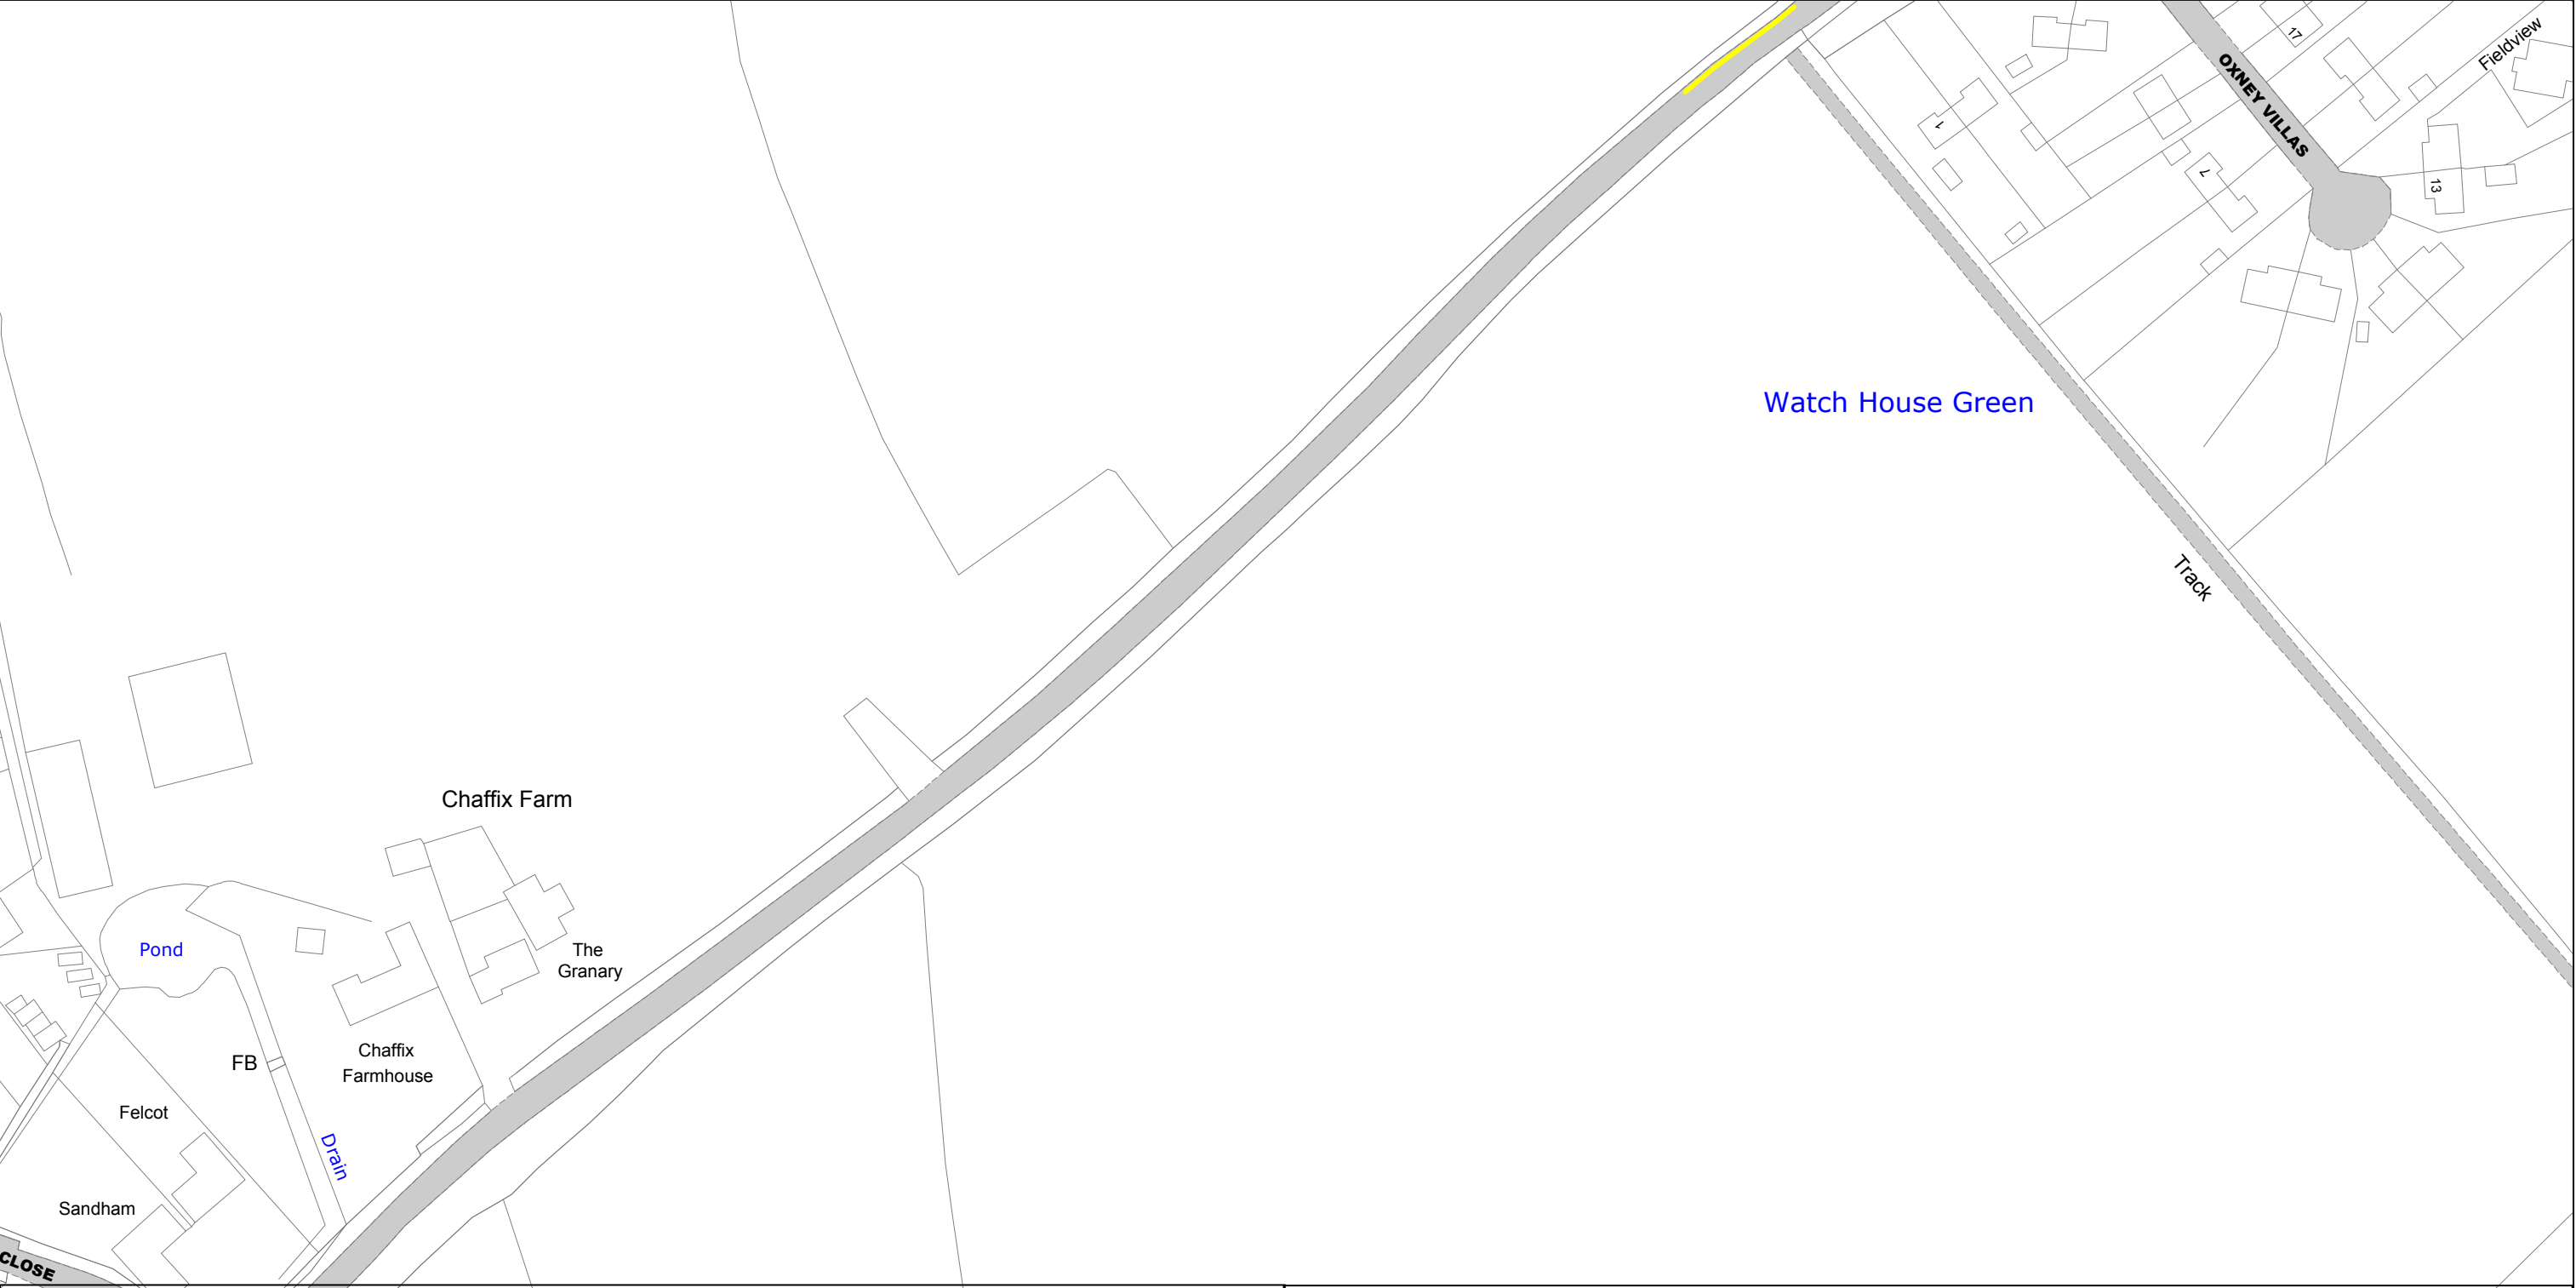 17
Fieldview
OXNEY VILLAS
1
7
13
Watch House Green
Track
Chaffix Farm
Pond
The
Granary
FB
Chaffix
Farmhouse
Felcot
Drain
Sandham
CLOSE